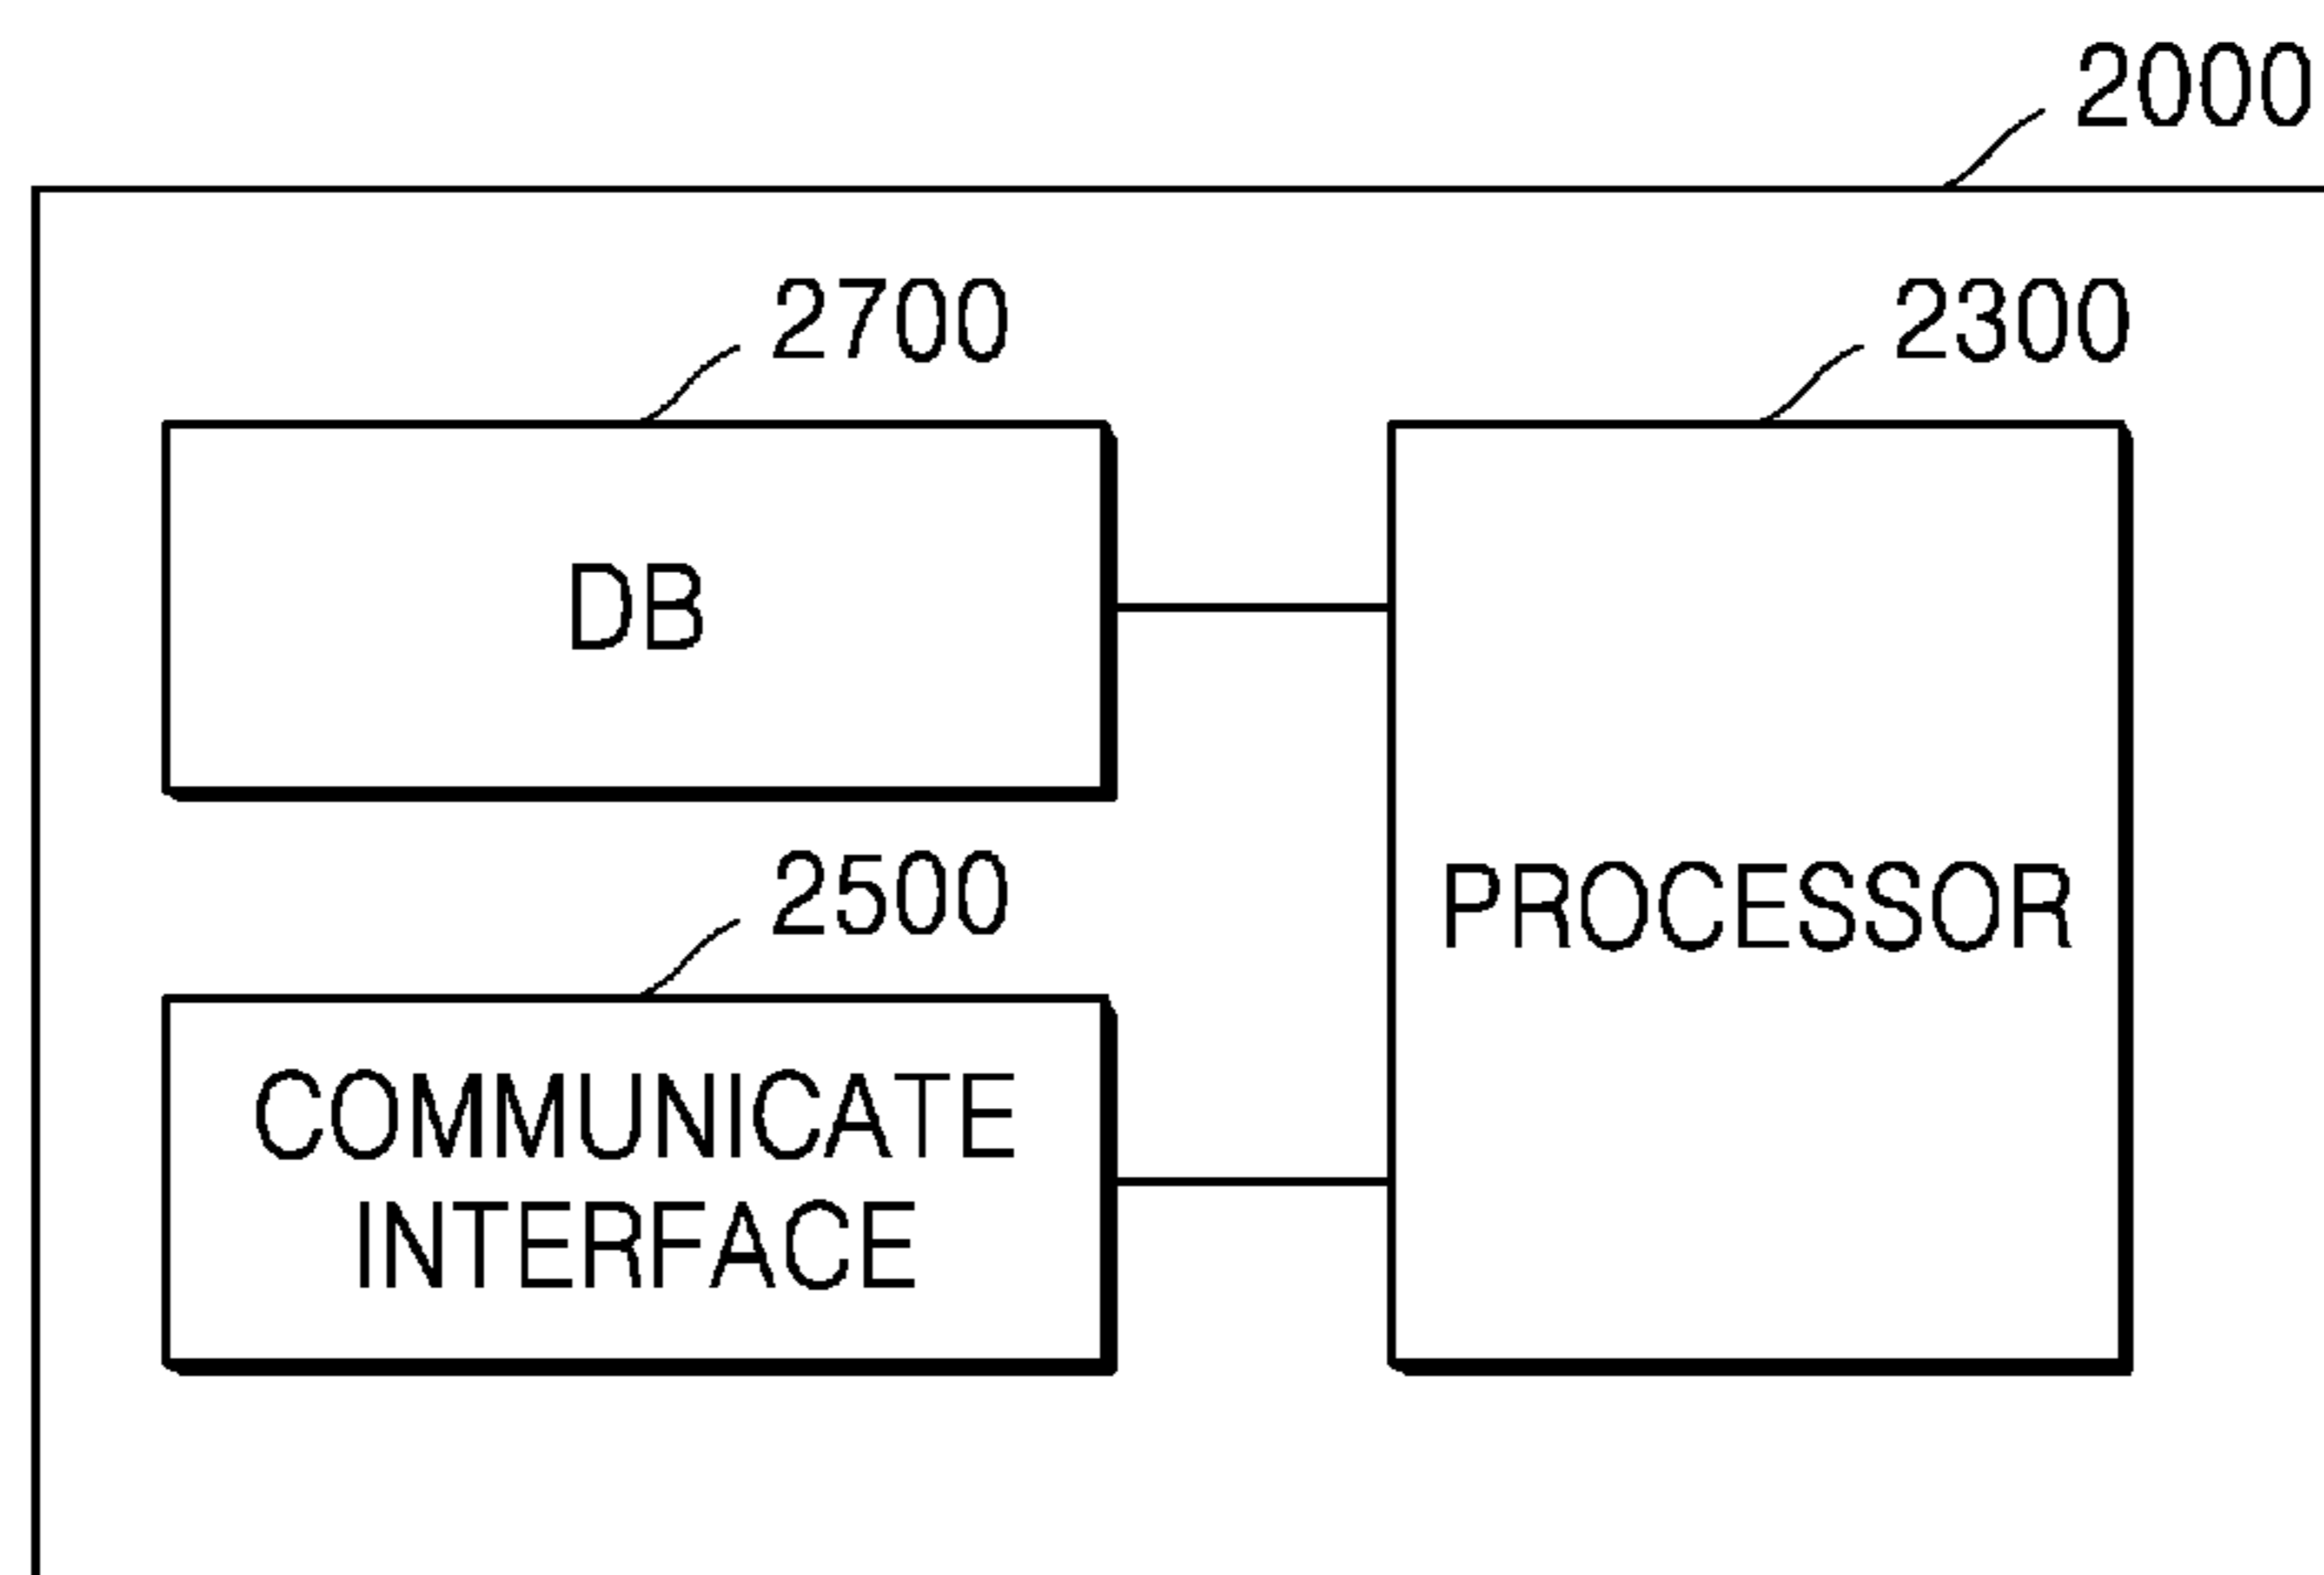 2000
2700
2300
DB
2500
PROCESSOR
COMMUNICATE
INTERFACE